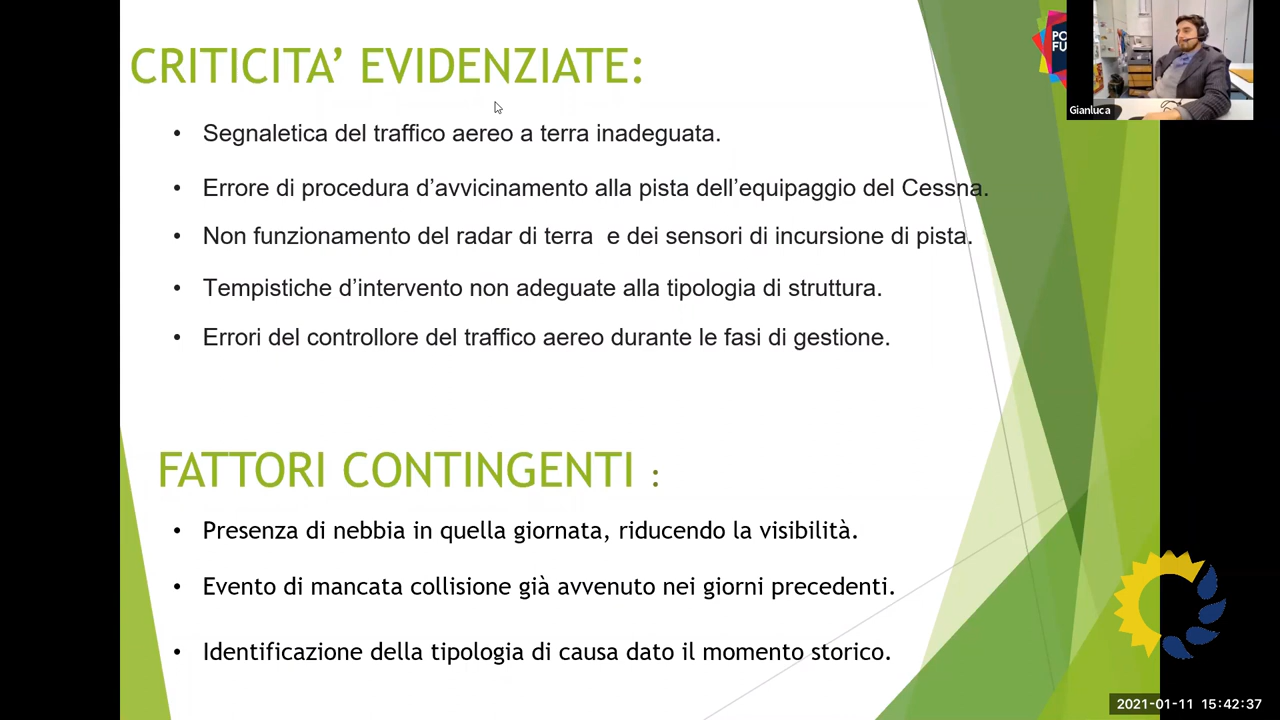 CRITICITA’ EVIDENZIATE:
• Segnaletica del traffico aereo a terra inadeguata.
• Errore di procedura d’avvicinamento alla pista dell’equipaggio del Cessna.
• Non funzionamento del radar di terra  e dei sensori di incursione di pista.
• Tempistiche d’intervento non adeguate alla tipologia di struttura.
• Errori del controllore del traffico aereo durante le fasi di gestione.
FATTORI CONTINGENTI :
• Presenza di nebbia in quella giornata, riducendo la visibilità.
• Evento di mancata collisione già avvenuto nei giorni precedenti.
• Identificazione della tipologia di causa dato il momento storico.
Gianluca
2021-01-11 15:42:37